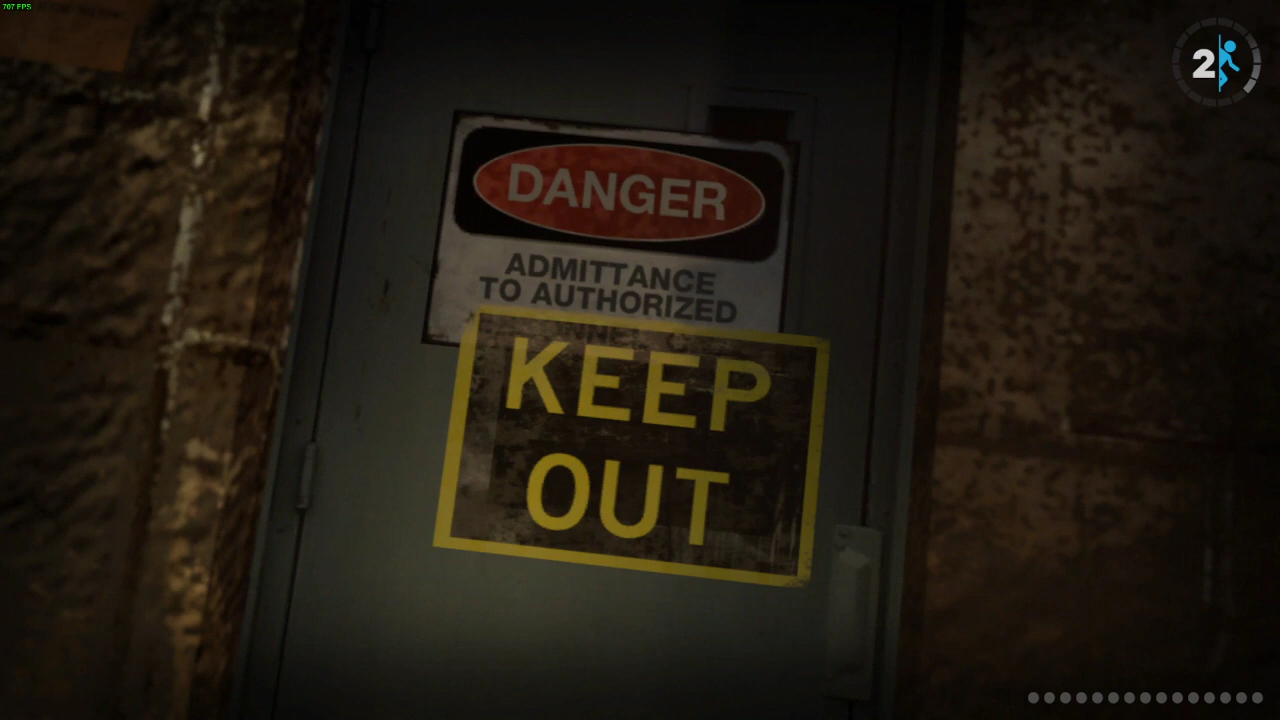 707 FPS
2
DANGER
ADMITTANCE
TO AUTHORIZED
KEEP
OUT